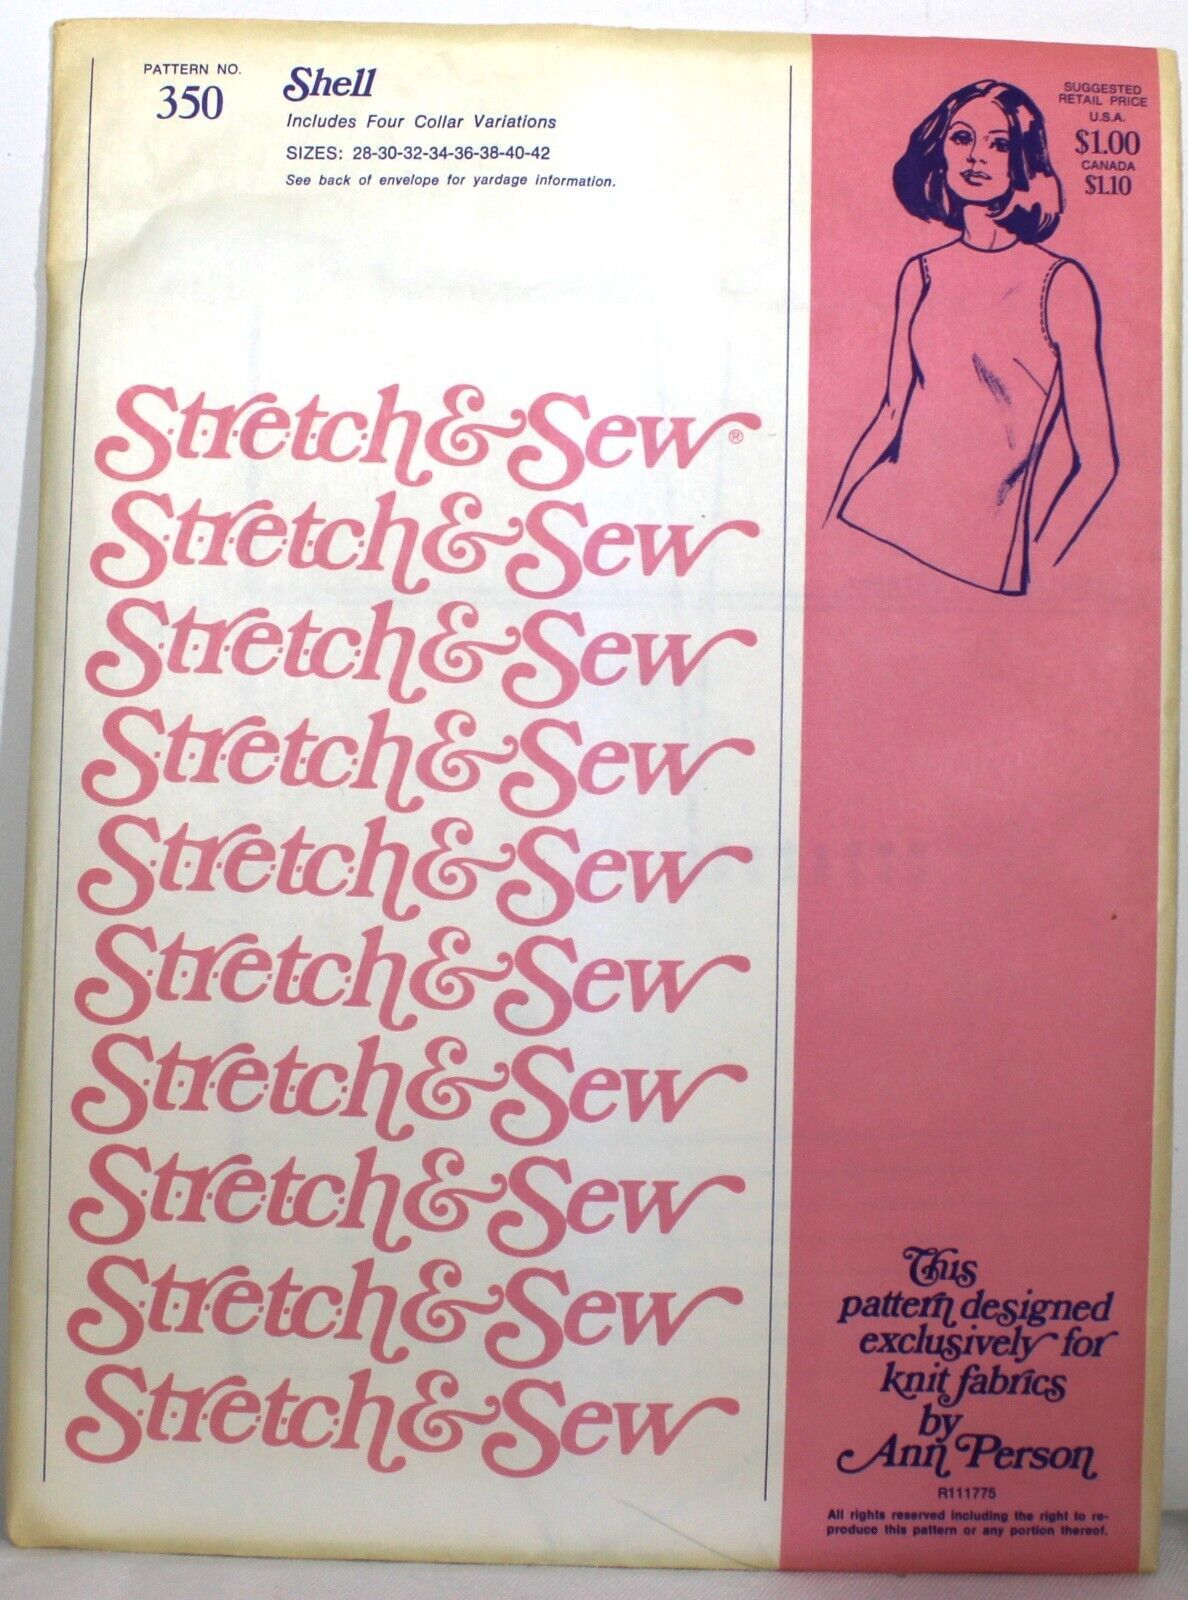 PATTERN NO.
350
Shell
Includes Four Collar Variations
SIZES: 28-30-32-34-36-38-40-42
See back of envelope for yardage information.
SUGGESTED
RETAIL PRICE
U.S.A.
$1.00
CANADA
$1.10
Stretch & Sew®
Stretch & Sew
Stretch & Sew
Stretch & Sew
Stretch & Sew
Stretch & Sew
Stretch & Sew
Stretch & Sew
Stretch & Sew
Stretch & Sew
This
pattern designed
exclusively for
knit fabrics
by
Ann Person
R111775
All rights reserved including the right to re-
produce this pattern or any portion thereof.